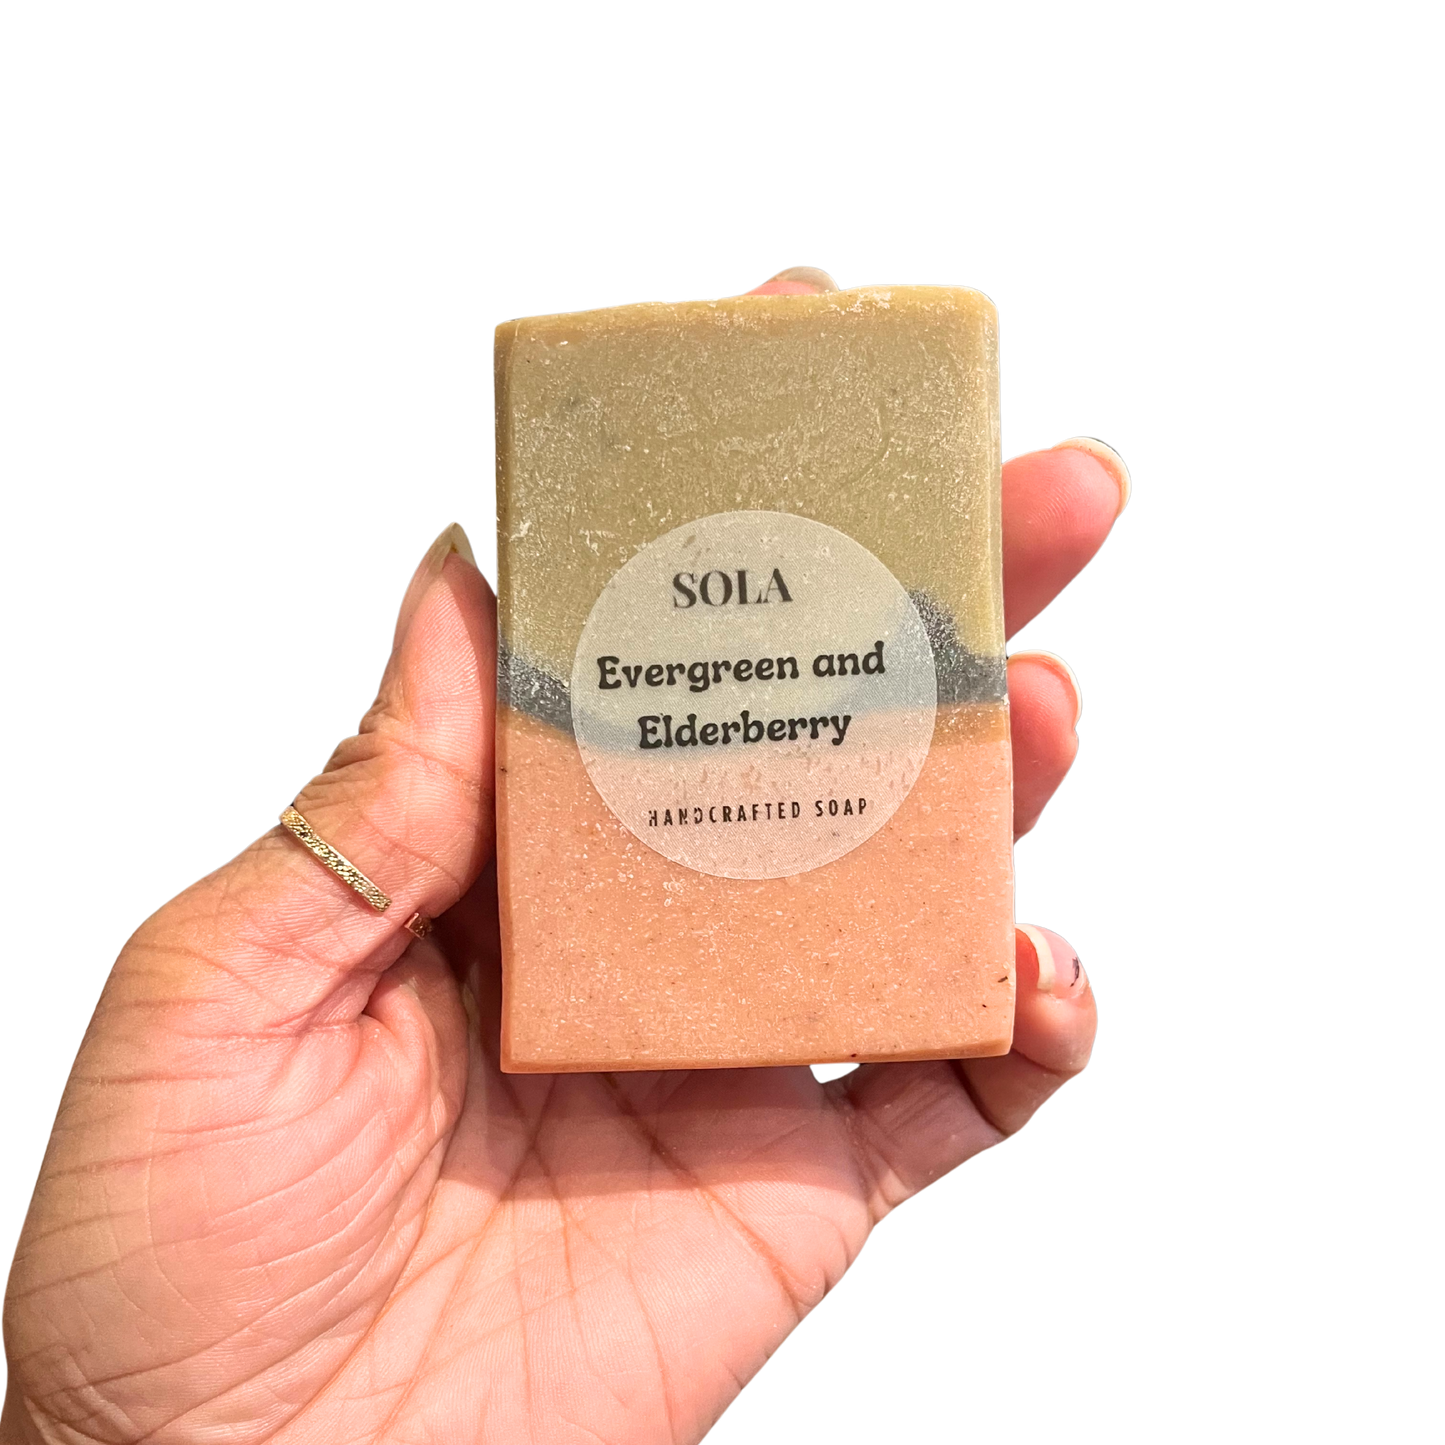 SOLA
Evergreen and
Elderberry
HANDCRAFTED SOAP